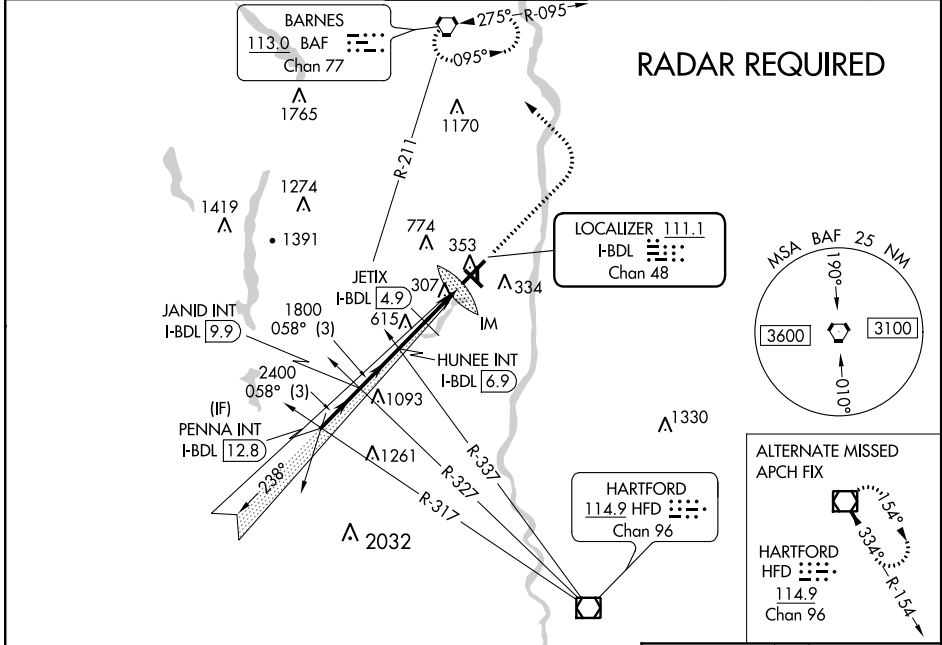 BARNES
113.0 BAF
Chan 77
275°
R-095
095°
RADAR REQUIRED
1765
1170
R-211
1274
1419
1391
774
353
LOCALIZER 111.1
I-BDL
Chan 48
JETIX
I-BDL 4.9
307
334
IM
615
JANID INT
I-BDL 9.9
1800
058° (3)
HUNEE INT
I-BDL 6.9
2400
058° (3)
1093
(IF)
PENNA INT
I-BDL 12.8
1261
1330
238°
R-337
R-327
R-317
2032
HARTFORD
114.9 HFD
Chan 96
MSA BAF 25 NM
190°
3600
3100
010°
ALTERNATE MISSED
APCH FIX
154°
334°
R-154
HARTFORD
HFD
114.9
Chan 96